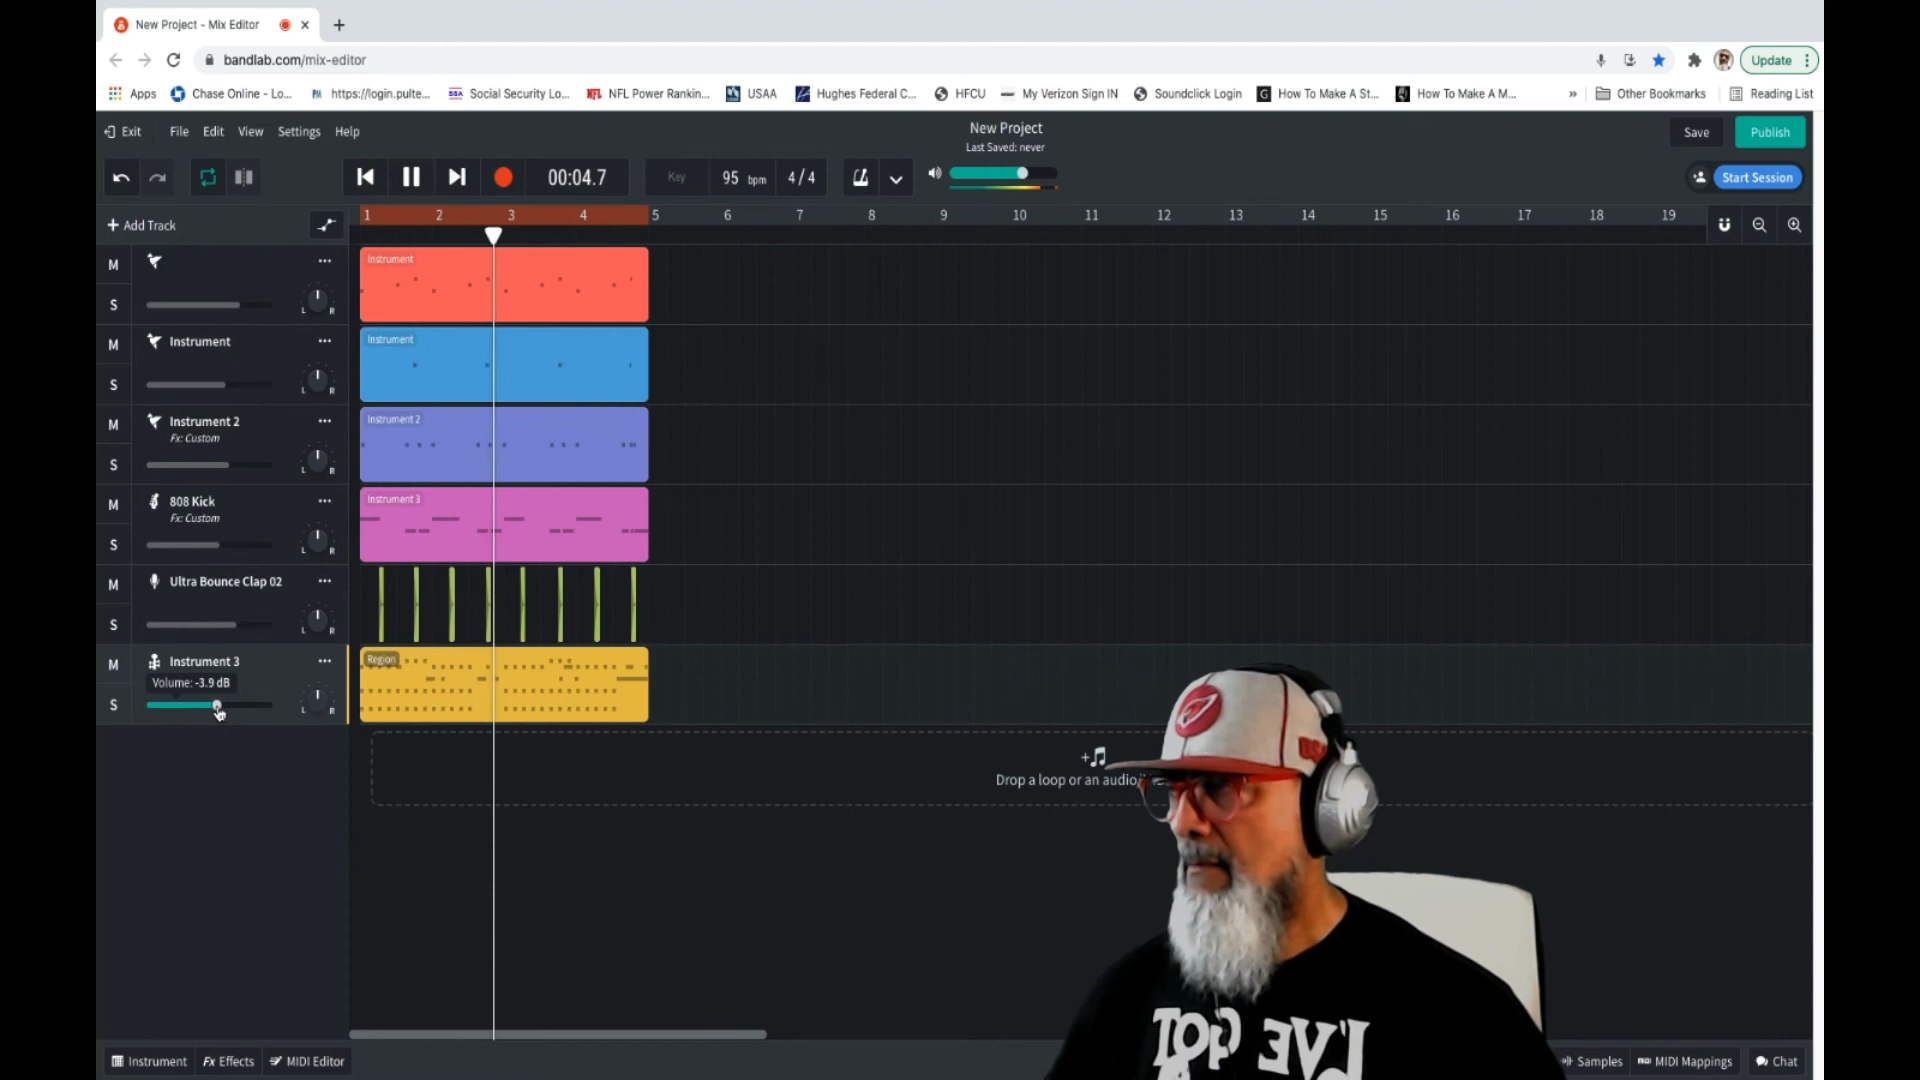 New Project - Mix Editor
bandlab.com/mix-editor
Update
Apps
Chase Online - Lo...
https://login.pulte...
Social Security Lo...
NFL Power Rankin...
USAA
Hughes Federal C...
HFCU
My Verizon Sign IN
Soundclick Login
How To Make A St...
How To Make A M...
»
Other Bookmarks
Reading List
Exit
File
Edit
View
Settings
Help
New Project
Last Saved: never
Save
Publish
00:04.7
Key
95 bpm
4/4
Start Session
+ Add Track
1 2 3 4 5 6 7 8 9 10 11 12 13 14 15 16 17 18 19
M
S
L R
Instrument
M
Instrument
S
L R
Instrument
M
Instrument 2
Fx: Custom
S
L R
Instrument 2
M
808 Kick
Fx: Custom
S
L R
Instrument 3
M
Ultra Bounce Clap 02
S
L R
M
Instrument 3
Volume: -3.9 dB
S
L R
Region
Drop a loop or an audio/
I'VE GOT
Instrument
Fx Effects
MIDI Editor
Samples
MIDI Mappings
Chat